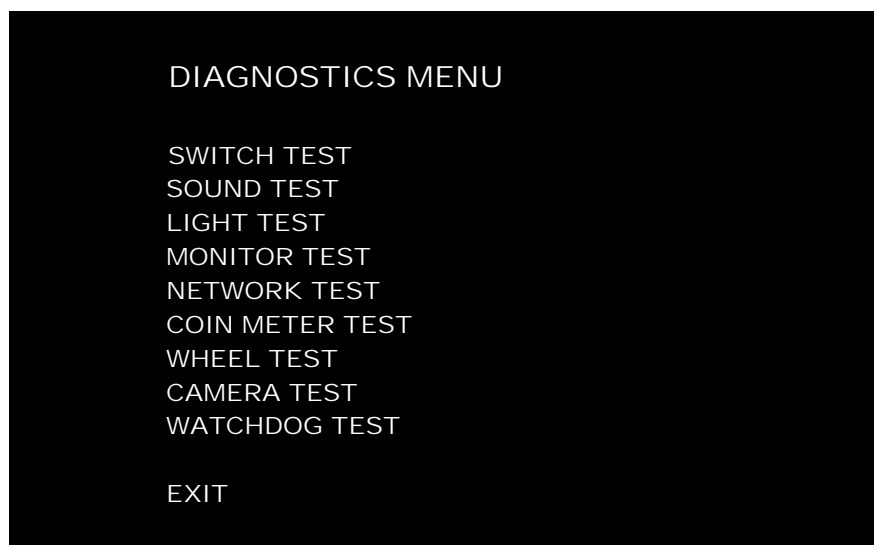 DIAGNOSTICS MENU
SWITCH TEST
SOUND TEST
LIGHT TEST
MONITOR TEST
NETWORK TEST
COIN METER TEST
WHEEL TEST
CAMERA TEST
WATCHDOG TEST
EXIT